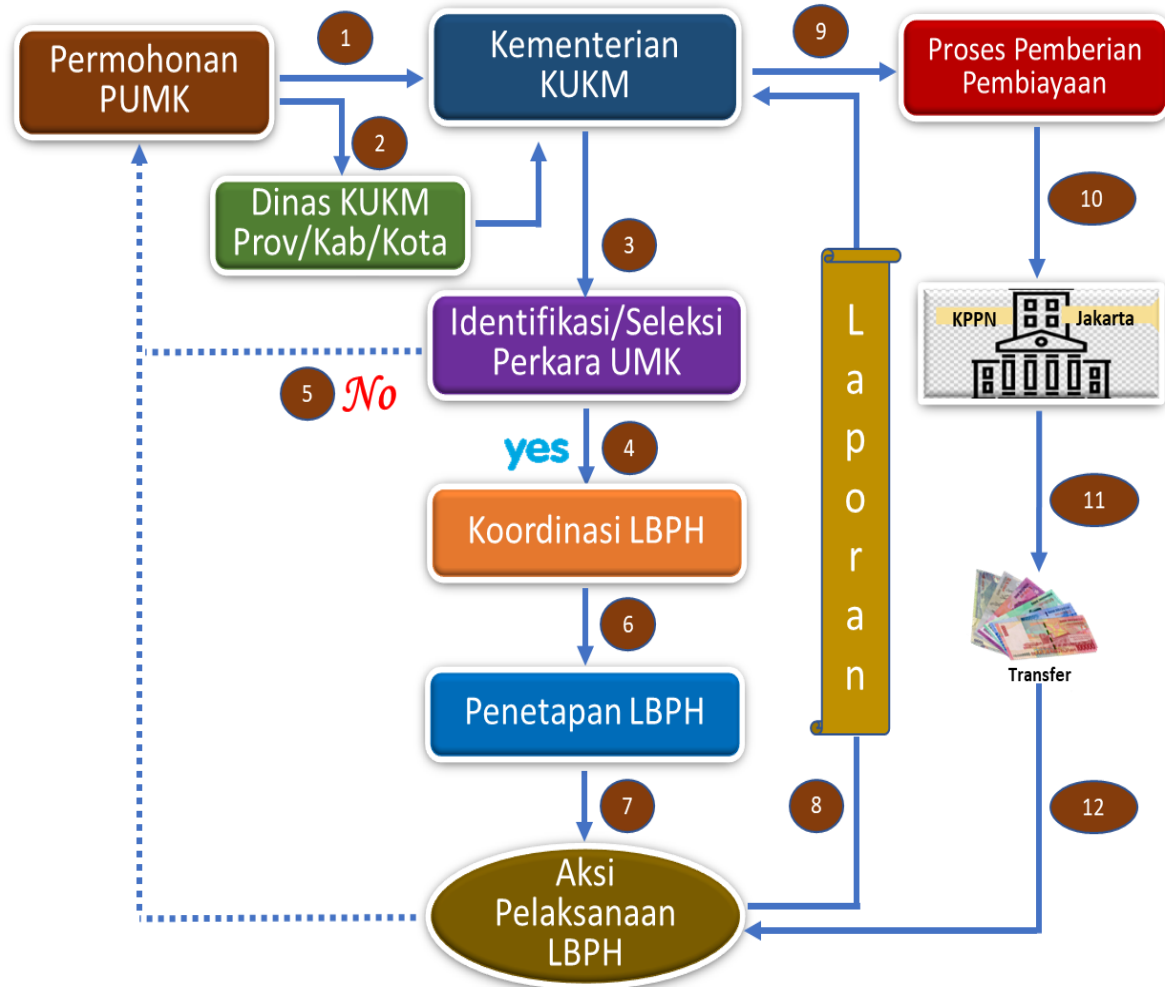 Permohonan
PUMK
1
Kementerian
KUKM
9
Proses Pemberian
Pembiayaan
2
Dinas KUKM
Prov/Kab/Kota
3
10
Identifikasi/Seleksi
Perkara UMK
KPPN
Jakarta
5
No
yes
4
Laporan
11
Koordinasi LBPH
6
Transfer
Penetapan LBPH
7
8
12
Aksi
Pelaksanaan
LBPH